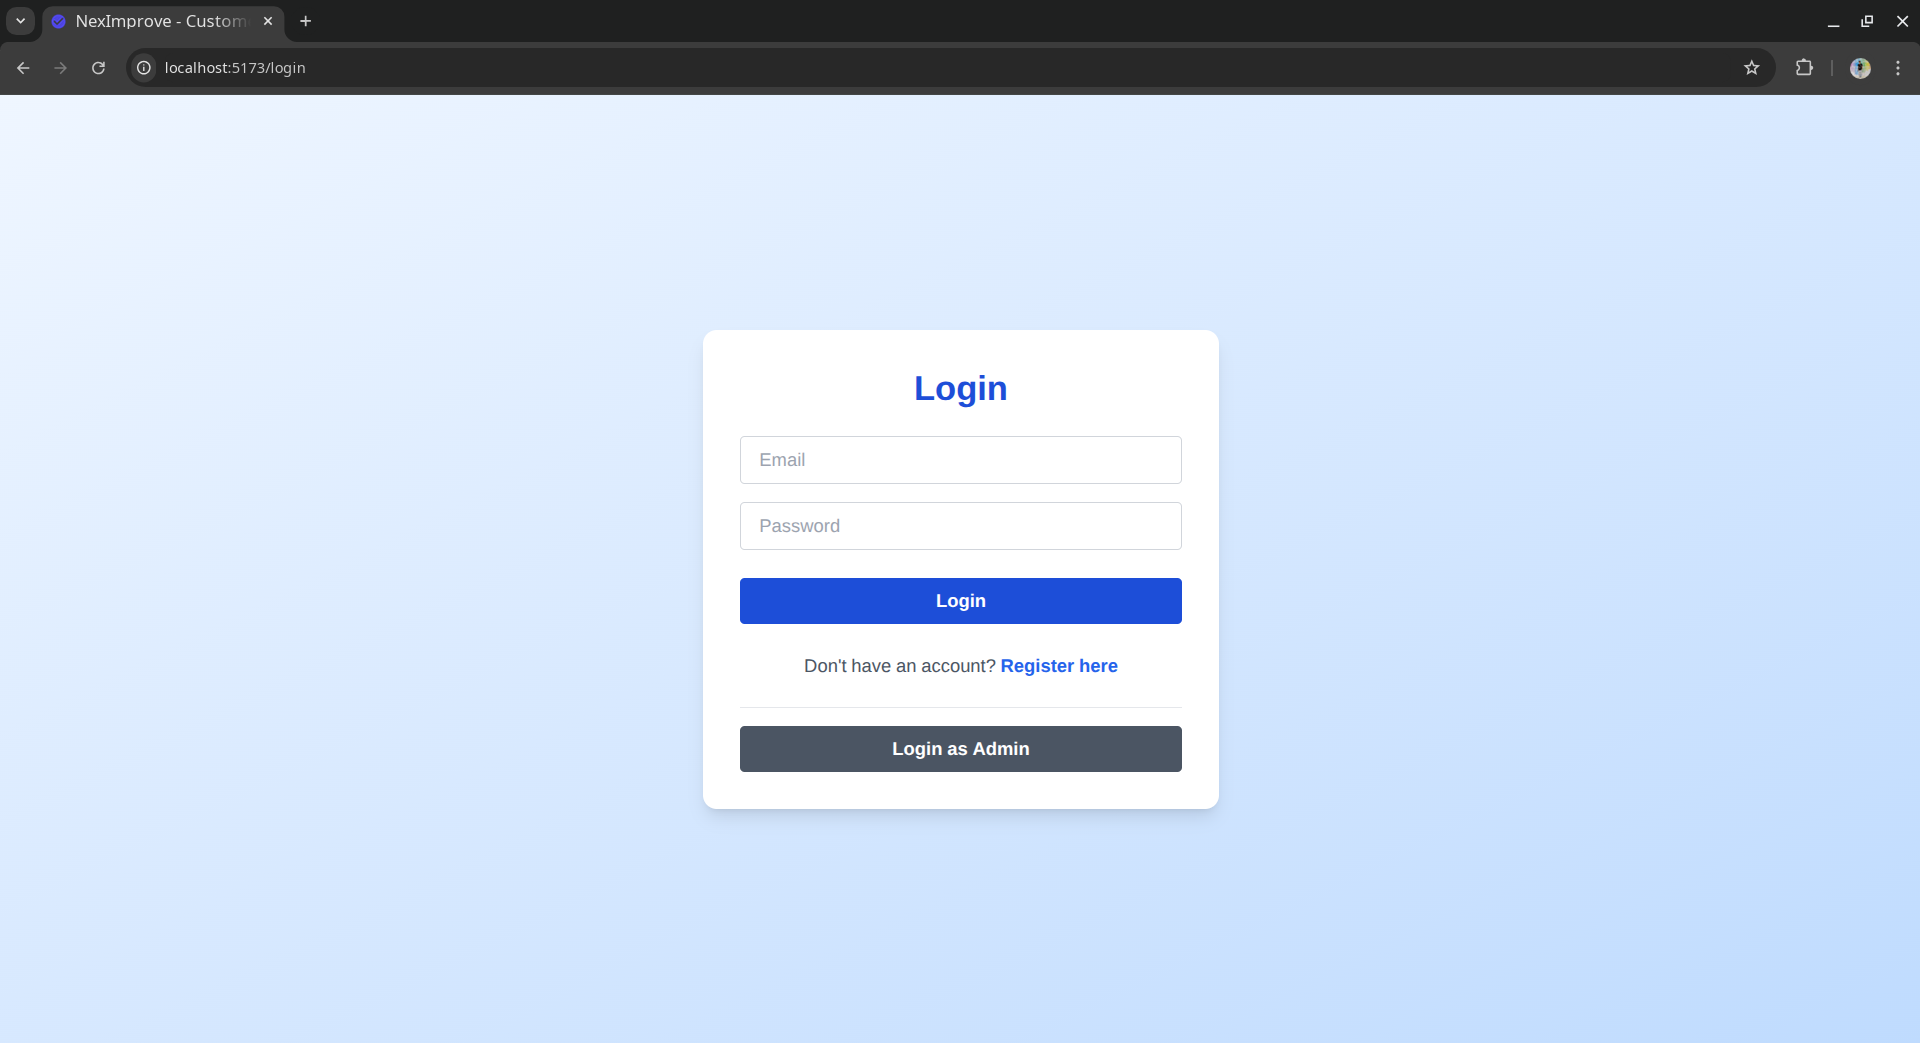 NexImprove - Custom
localhost:5173/login
Login
Email
Password
Login
Don't have an account? Register here
Login as Admin